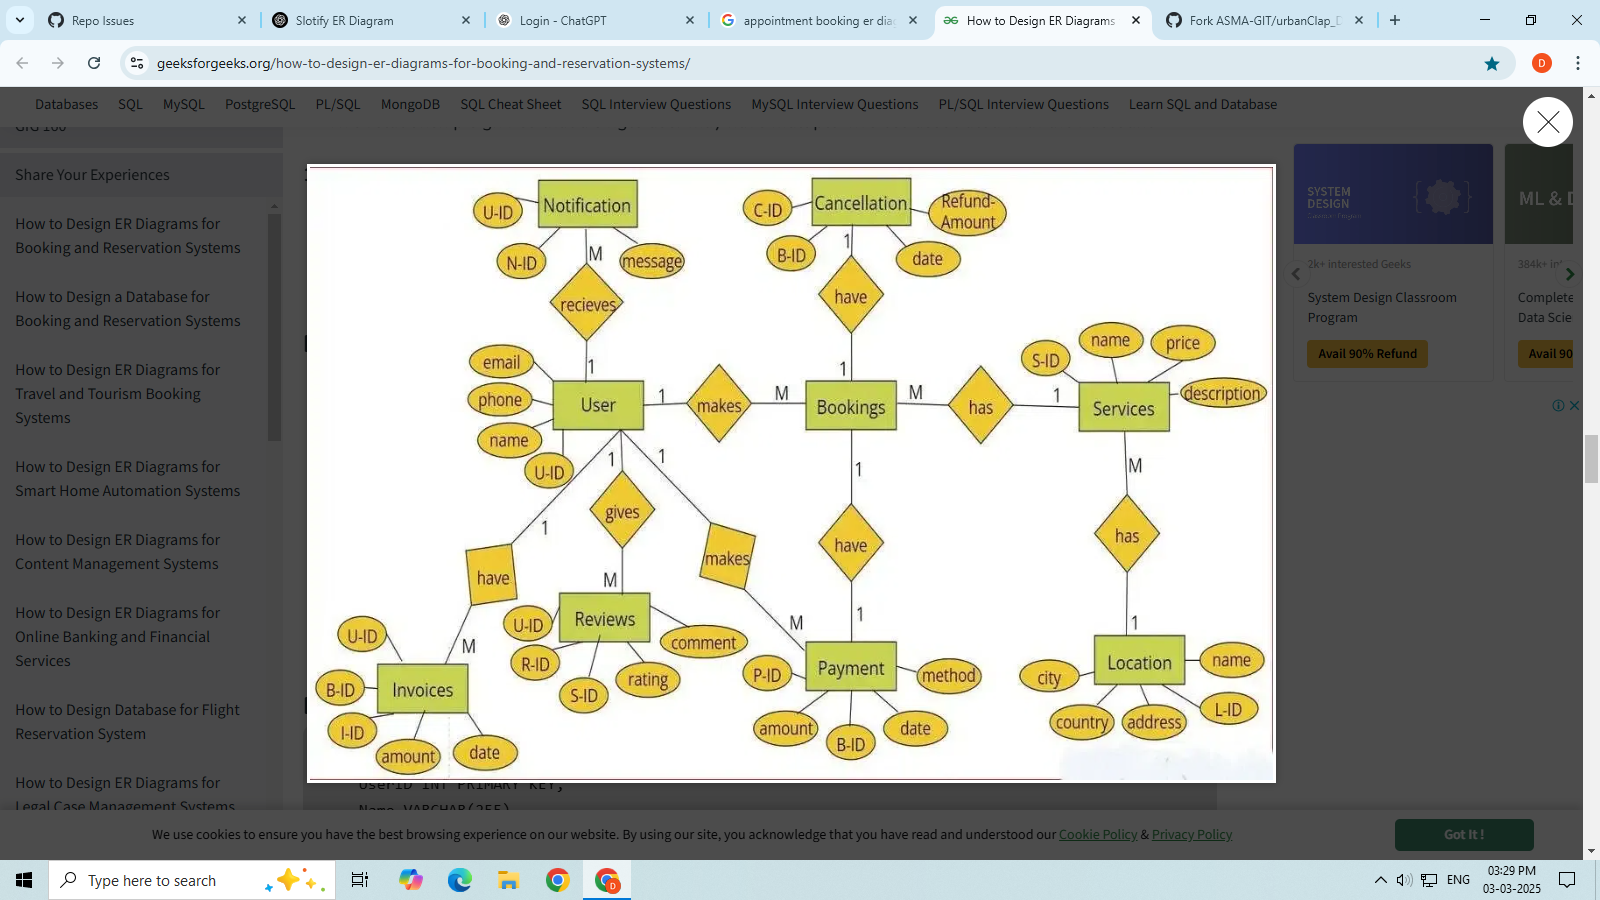 Repo Issues
Slotify ER Diagram
Login - ChatGPT
appointment booking er dia
How to Design ER Diagrams
Fork ASMA-GIT/urbanClap_D
geeksforgeeks.org/how-to-design-er-diagrams-for-booking-and-reservation-systems/
D
Databases SQL MySQL PostgreSQL PL/SQL MongoDB SQL Cheat Sheet SQL Interview Questions MySQL Interview Questions PL/SQL Interview Questions Learn SQL and Database
Share Your Experiences
How to Design ER Diagrams for
Booking and Reservation Systems
How to Design a Database for
Booking and Reservation Systems
How to Design ER Diagrams for
Travel and Tourism Booking
Systems
How to Design ER Diagrams for
Smart Home Automation Systems
How to Design ER Diagrams for
Content Management Systems
How to Design ER Diagrams for
Online Banking and Financial
Services
How to Design Database for Flight
Reservation System
How to Design ER Diagrams for
Legal Case Management Systems
U-ID
Notification
N-ID
M
message
recieves
1
C-ID
Cancellation
Refund-
Amount
B-ID
1
date
have
1
email
phone
name
U-ID
User
1
makes
M
Bookings
M
has
1
Services
S-ID
name
price
description
M
has
1
1
have
M
1
gives
M
1
makes
M
1
have
1
U-ID
B-ID
I-ID
amount
date
Invoices
U-ID
R-ID
S-ID
rating
comment
Reviews
P-ID
amount
B-ID
date
method
Payment
city
country
address
L-ID
name
Location
SYSTEM
DESIGN
2k+ interested Geeks
System Design Classroom
Program
Avail 90% Refund
ML & D
384k+ in
Complete
Data Scie
Avail 90
UserID INT PRIMARY KEY,
Name VARCHAR(255)
We use cookies to ensure you have the best browsing experience on our website. By using our site, you acknowledge that you have read and understood our Cookie Policy & Privacy Policy
Got It !
Type here to search
D
ENG
03:29 PM
03-03-2025